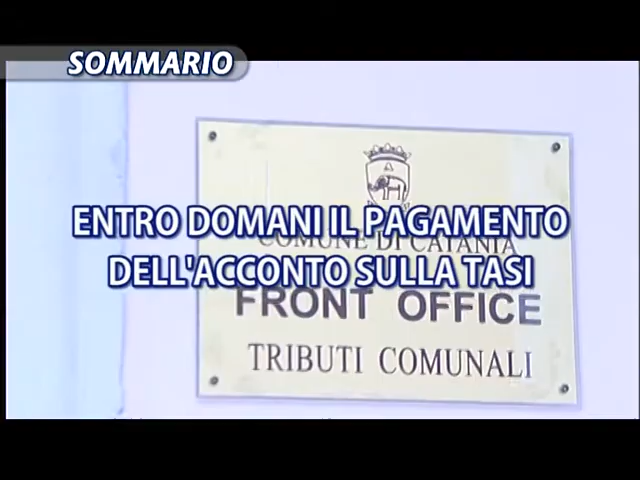 SOMMARIO
ENTRO DOMANI IL PAGAMENTO
DELL'ACCONTO SULLA TASI
COMUNE DI CATANIA
FRONT OFFICE
TRIBUTI COMUNALI